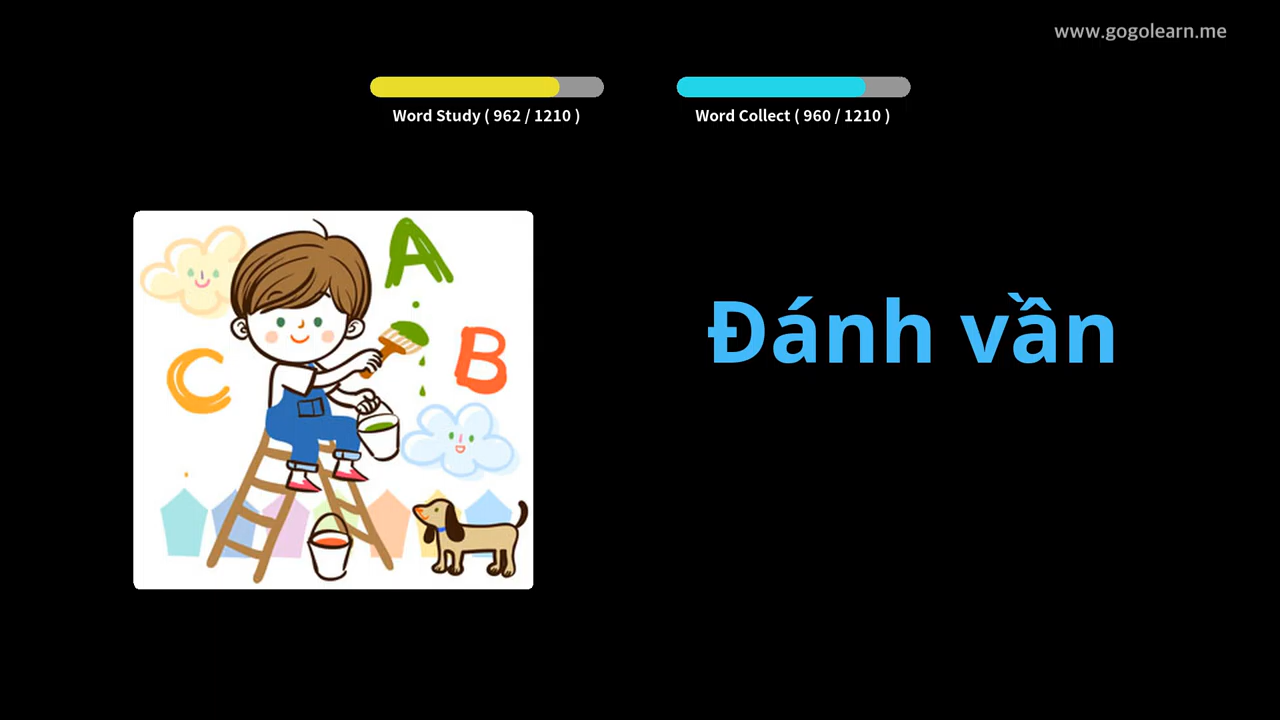 www.gogolearn.me
Word Study ( 962 / 1210 )
Word Collect ( 960 / 1210 )
A
B
C
Đánh vần